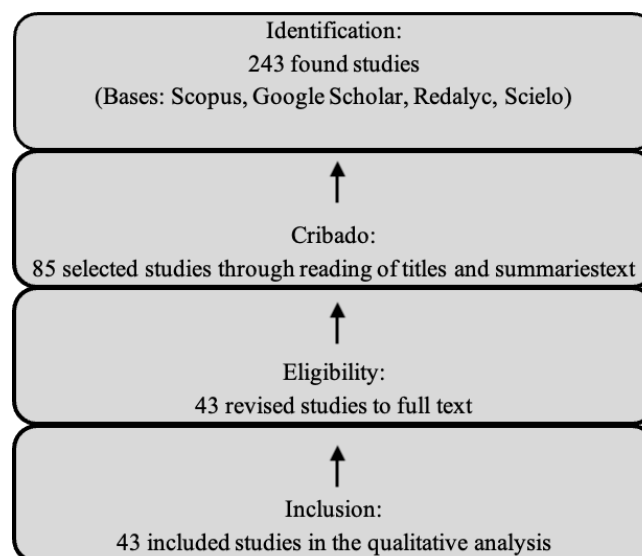 Identification:
243 found studies
(Bases: Scopus, Google Scholar, Redalyc, Scielo)
Cribado:
85 selected studies through reading of titles and summariestext
Eligibility:
43 revised studies to full text
Inclusion:
43 included studies in the qualitative analysis